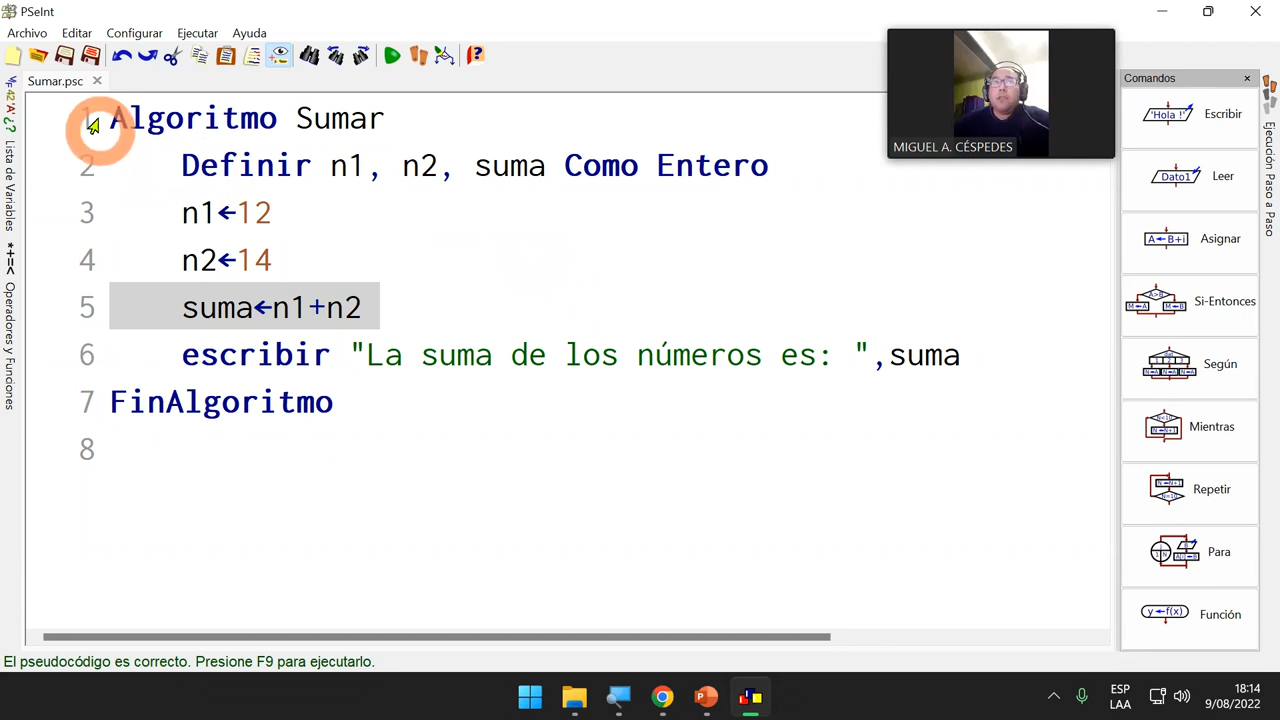 PSeInt
Archivo Editar Configurar Ejecutar Ayuda
Sumar.psc
1 Algoritmo Sumar
2 Definir n1, n2, suma Como Entero
3 n1←12
4 n2←14
5 suma←n1+n2
6 escribir "La suma de los números es: ",suma
7 FinAlgoritmo
8
MIGUEL A. CÉSPEDES
Lista de Variables
Operadores y Funciones
Comandos
'Hola !' Escribir
Dato1 Leer
A←B+i Asignar
Si-Entonces
Según
Mientras
Repetir
Para
y←f(x) Función
Ejecución Paso a Paso
El pseudocódigo es correcto. Presione F9 para ejecutarlo.
ESP
LAA
18:14
9/08/2022